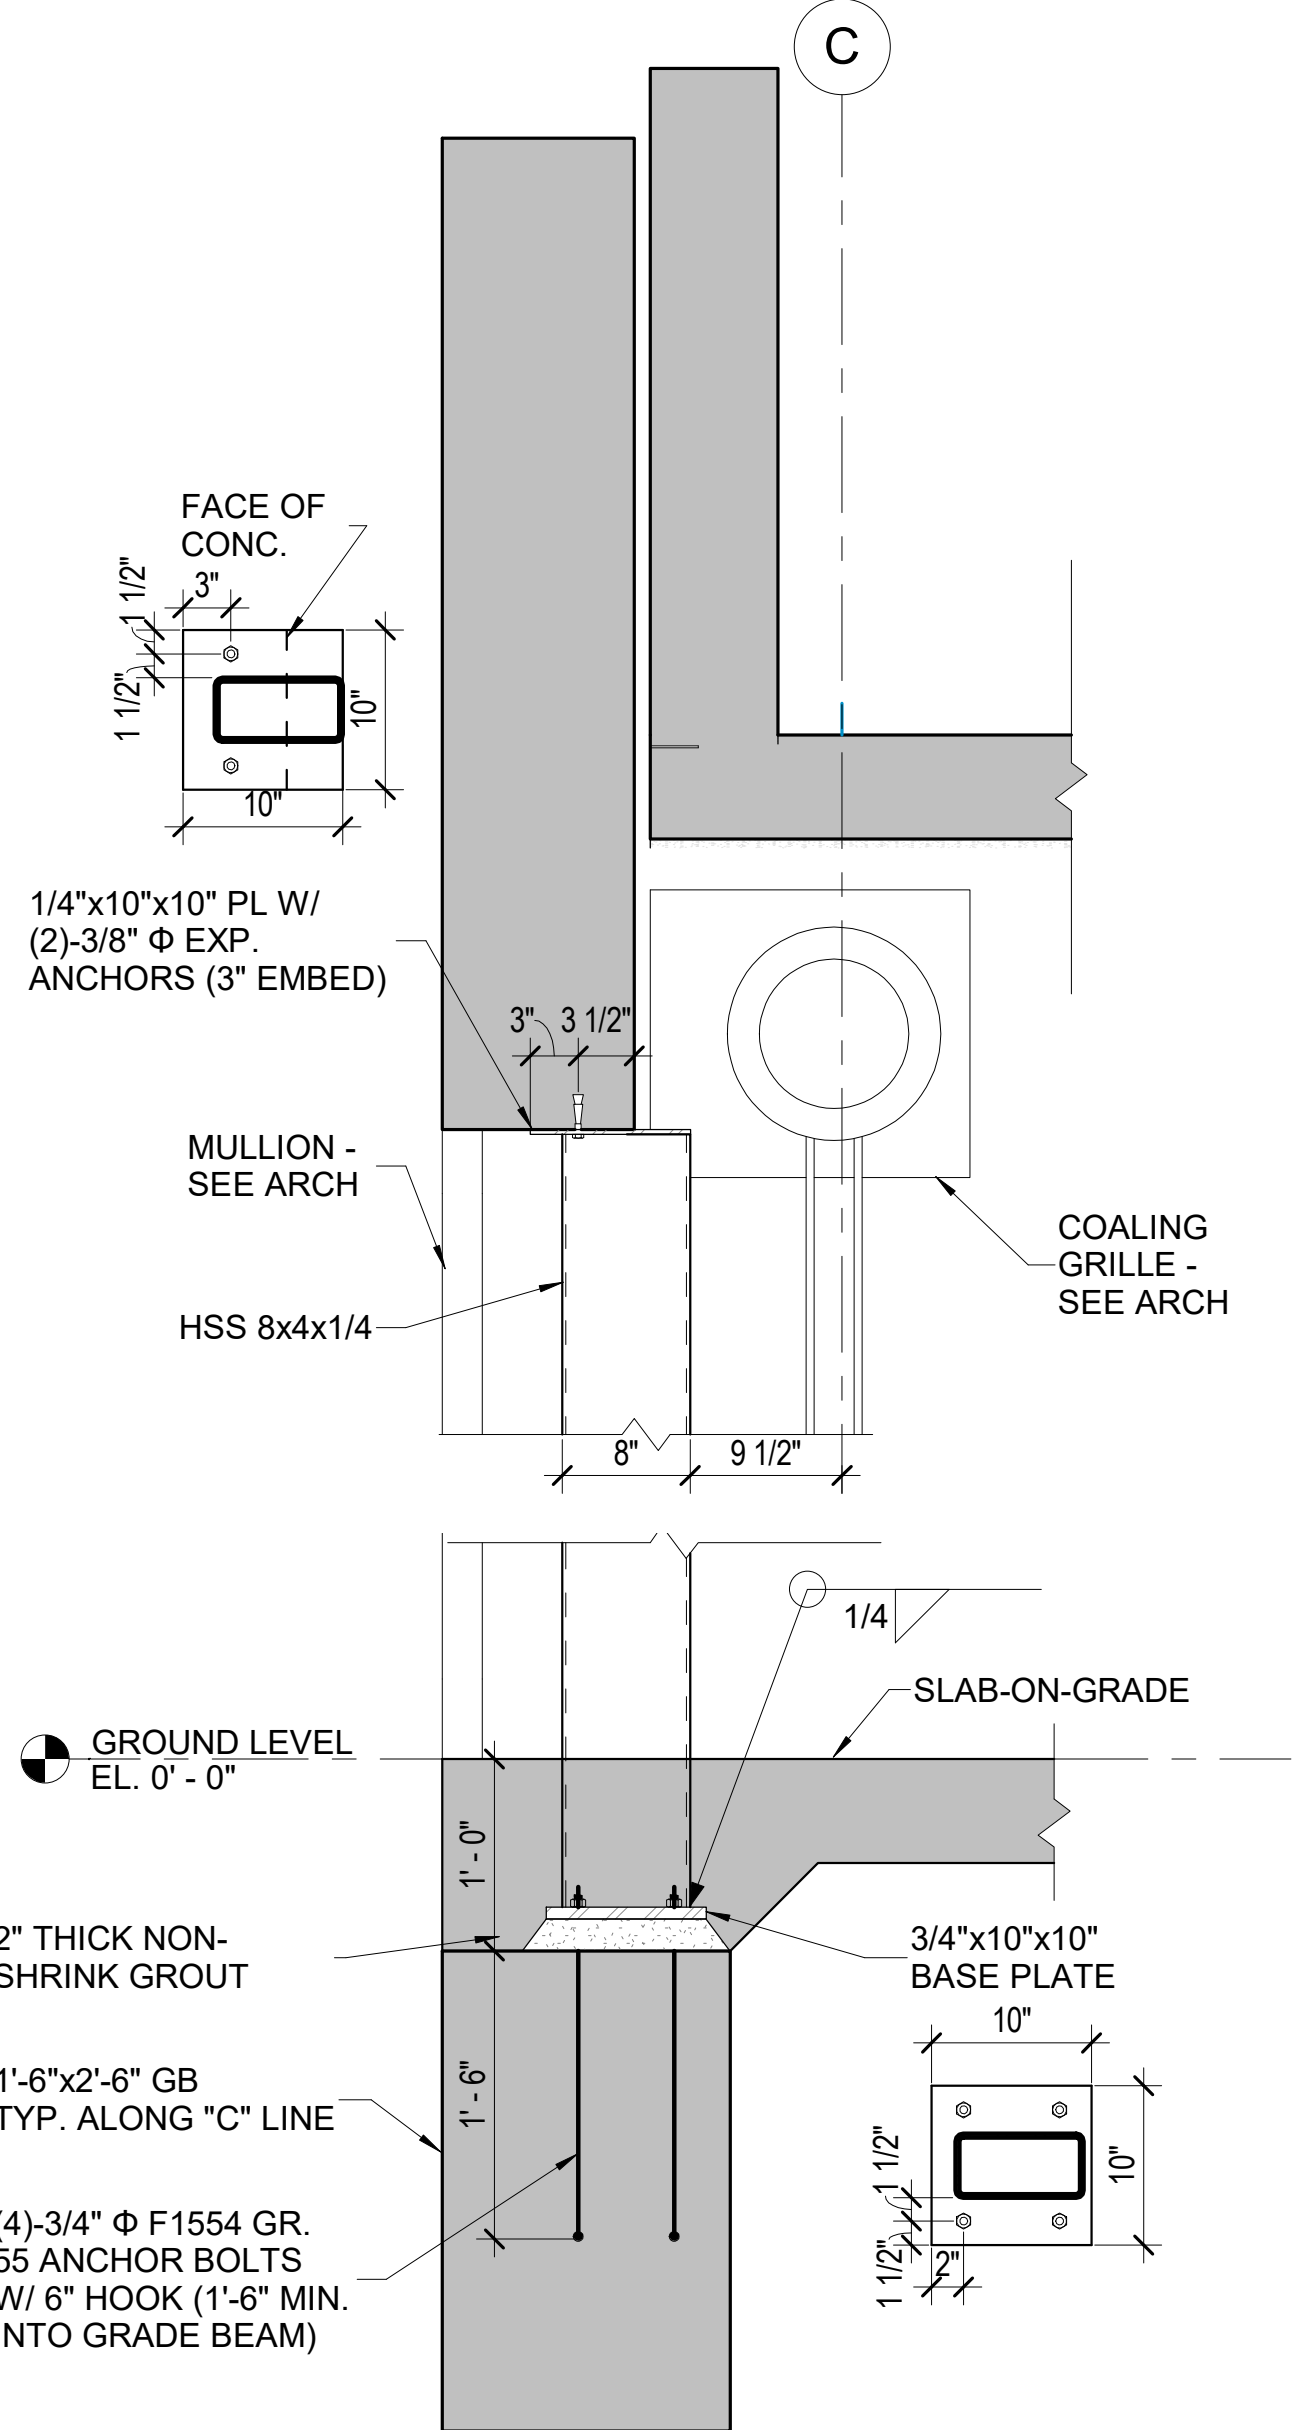 C
FACE OF
CONC.
1 1/2"
3"
1 1/2"
10"
10"
1/4"x10"x10" PL W/
(2)-3/8" Φ EXP.
ANCHORS (3" EMBED)
3" 3 1/2"
MULLION -
SEE ARCH
COALING
GRILLE -
SEE ARCH
HSS 8x4x1/4
8" 9 1/2"
1/4
SLAB-ON-GRADE
GROUND LEVEL
EL. 0' - 0"
1' - 0"
2" THICK NON-
SHRINK GROUT
3/4"x10"x10"
BASE PLATE
10"
1'-6"x2'-6" GB
TYP. ALONG "C" LINE
1' - 6"
1 1/2"
10"
1 1/2"
2"
(4)-3/4" Φ F1554 GR.
55 ANCHOR BOLTS
W/ 6" HOOK (1'-6" MIN.
INTO GRADE BEAM)